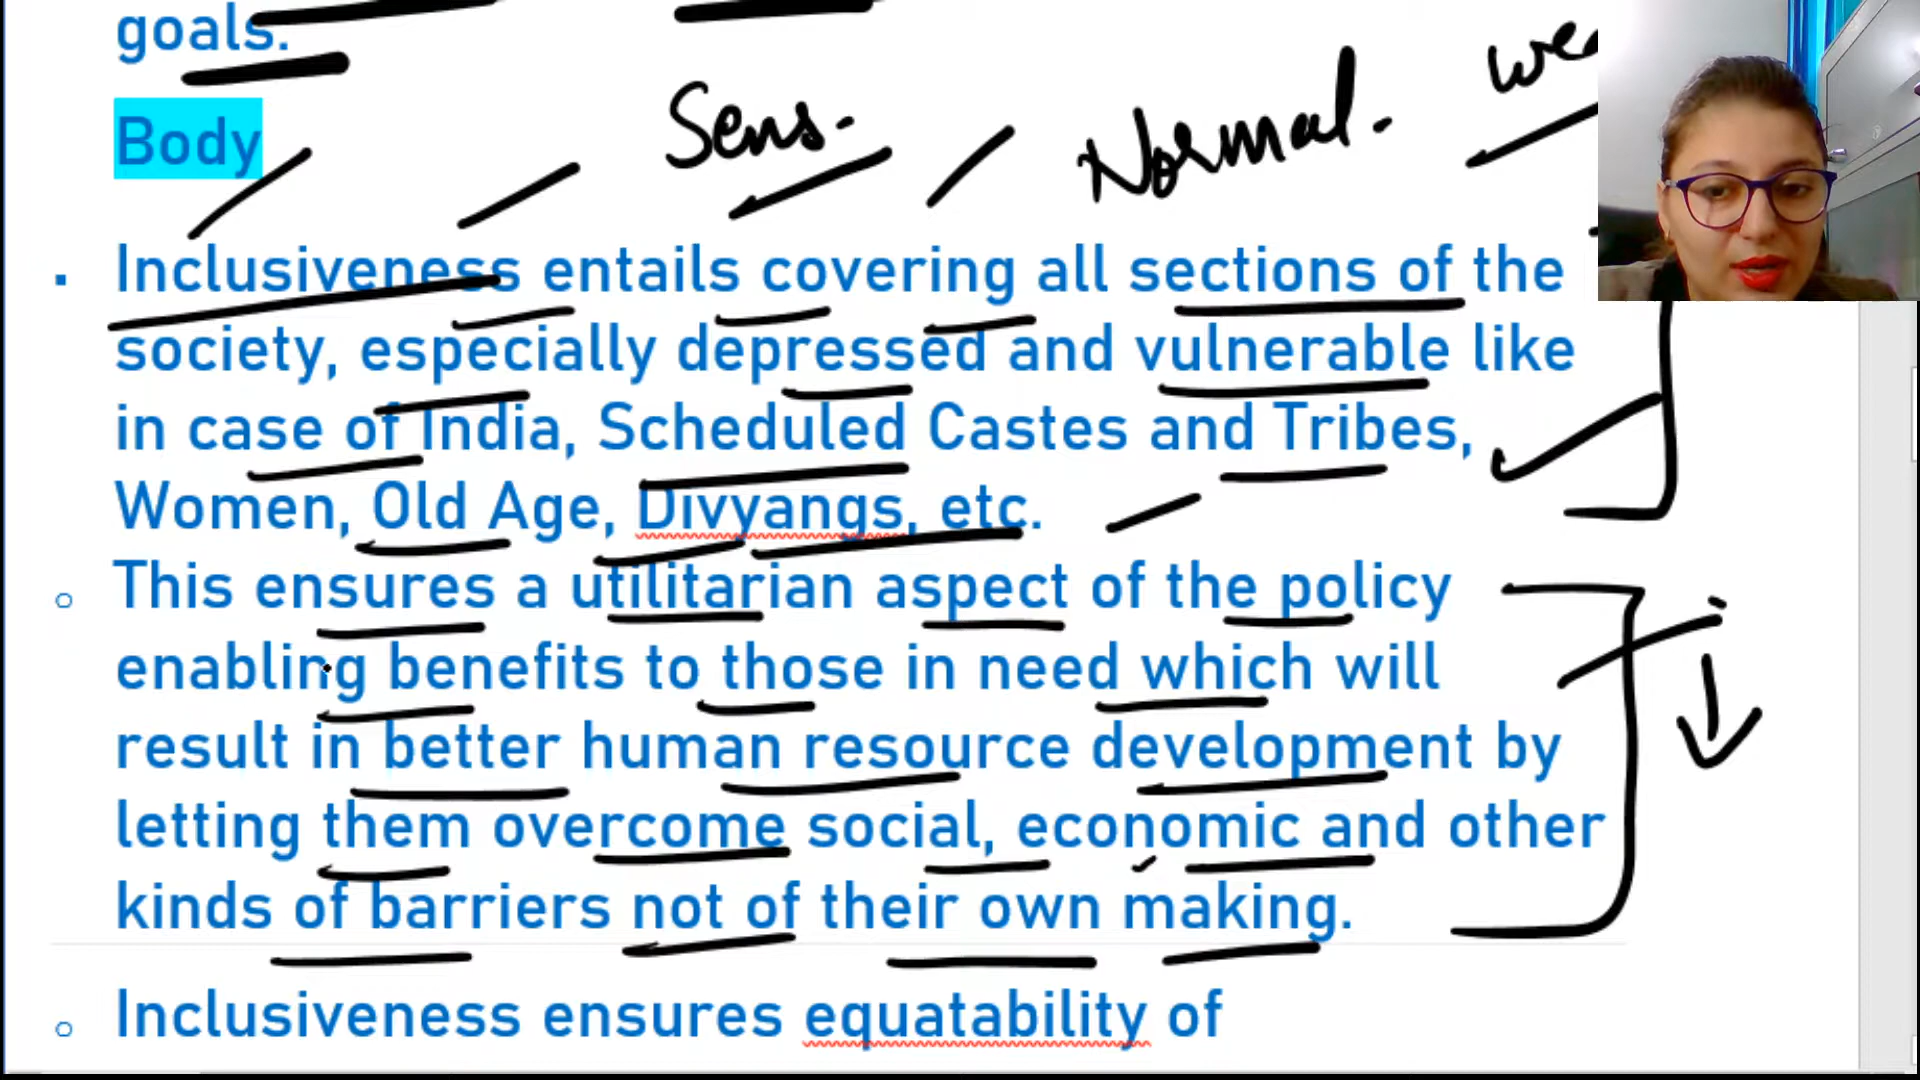 goals.
Body
Sens.
Normal.
Inclusiveness entails covering all sections of the
society, especially depressed and vulnerable like
in case of India, Scheduled Castes and Tribes,
Women, Old Age, Divyangs, etc.
This ensures a utilitarian aspect of the policy
enabling benefits to those in need which will
result in better human resource development by
letting them overcome social, economic and other
kinds of barriers not of their own making.
Inclusiveness ensures equatability of